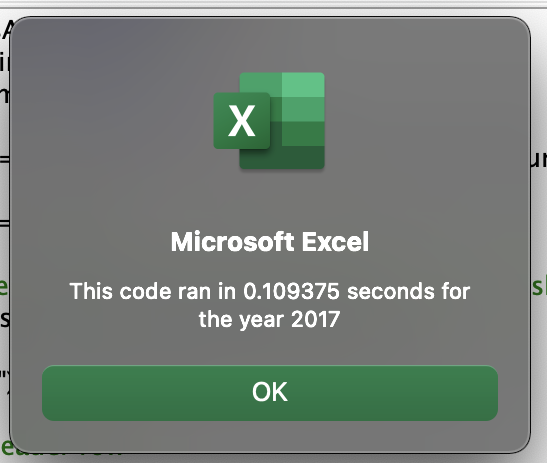 X
Microsoft Excel
This code ran in 0.109375 seconds for
the year 2017
OK